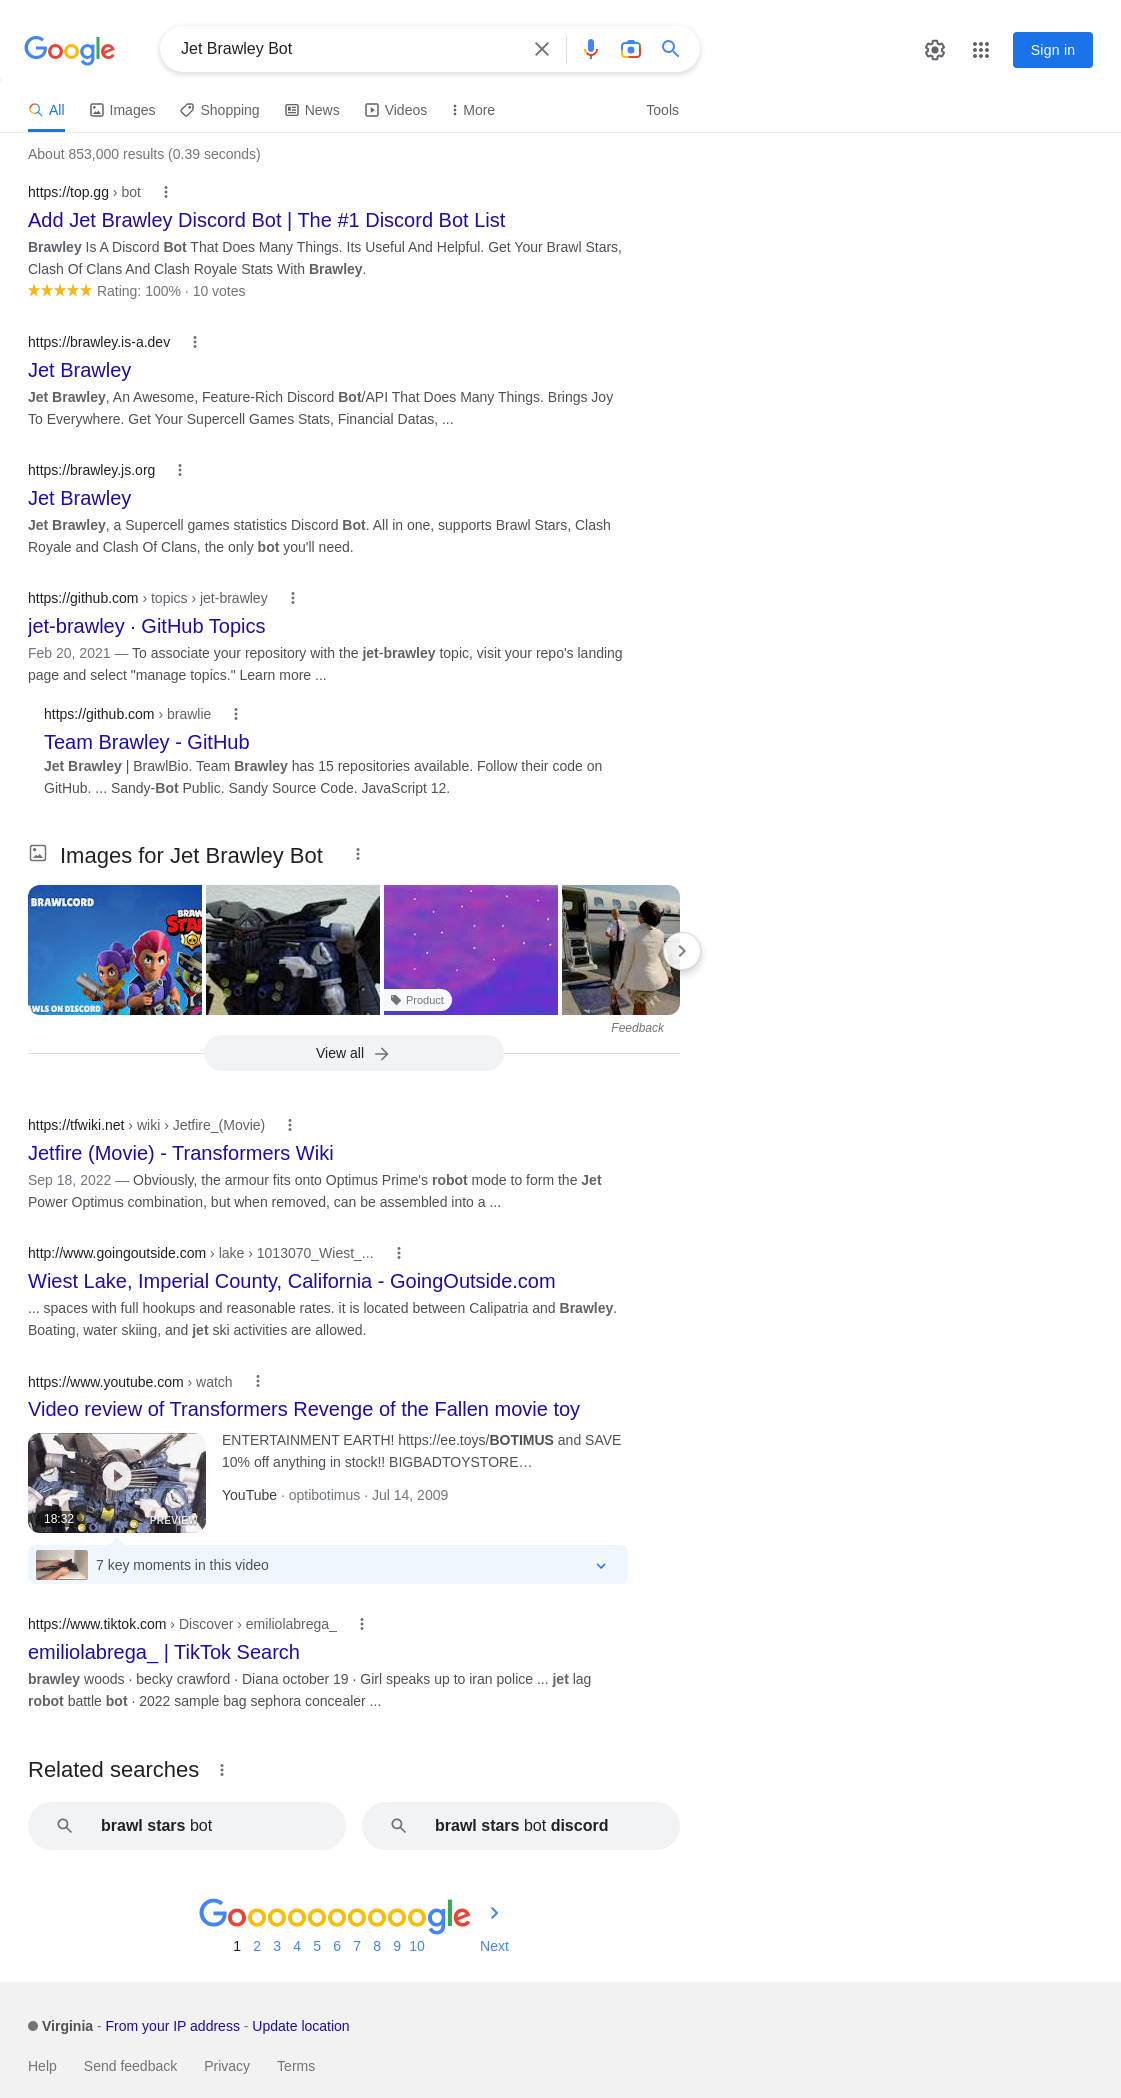 Google
Jet Brawley Bot
Sign in
All
Images
Shopping
News
Videos
More
Tools
About 853,000 results (0.39 seconds)
https://top.gg › bot
Add Jet Brawley Discord Bot | The #1 Discord Bot List
Brawley Is A Discord Bot That Does Many Things. Its Useful And Helpful. Get Your Brawl Stars,
Clash Of Clans And Clash Royale Stats With Brawley.
Rating: 100% · 10 votes
https://brawley.is-a.dev
Jet Brawley
Jet Brawley, An Awesome, Feature-Rich Discord Bot/API That Does Many Things. Brings Joy
To Everywhere. Get Your Supercell Games Stats, Financial Datas, ...
https://brawley.js.org
Jet Brawley
Jet Brawley, a Supercell games statistics Discord Bot. All in one, supports Brawl Stars, Clash
Royale and Clash Of Clans, the only bot you'll need.
https://github.com › topics › jet-brawley
jet-brawley · GitHub Topics
Feb 20, 2021 — To associate your repository with the jet-brawley topic, visit your repo's landing
page and select "manage topics." Learn more ...
https://github.com › brawlie
Team Brawley - GitHub
Jet Brawley | BrawlBio. Team Brawley has 15 repositories available. Follow their code on
GitHub. ... Sandy-Bot Public. Sandy Source Code. JavaScript 12.
Images for Jet Brawley Bot
BRAWLCORD
BRAW
STA
AWLS ON DISCORD
Product
Feedback
View all
https://tfwiki.net › wiki › Jetfire_(Movie)
Jetfire (Movie) - Transformers Wiki
Sep 18, 2022 — Obviously, the armour fits onto Optimus Prime's robot mode to form the Jet
Power Optimus combination, but when removed, can be assembled into a ...
http://www.goingoutside.com › lake › 1013070_Wiest_...
Wiest Lake, Imperial County, California - GoingOutside.com
... spaces with full hookups and reasonable rates. it is located between Calipatria and Brawley.
Boating, water skiing, and jet ski activities are allowed.
https://www.youtube.com › watch
Video review of Transformers Revenge of the Fallen movie toy
ENTERTAINMENT EARTH! https://ee.toys/BOTIMUS and SAVE
10% off anything in stock!! BIGBADTOYSTORE…
YouTube · optibotimus · Jul 14, 2009
18:32
PREVIEW
7 key moments in this video
https://www.tiktok.com › Discover › emiliolabrega_
emiliolabrega_ | TikTok Search
brawley woods · becky crawford · Diana october 19 · Girl speaks up to iran police ... jet lag
robot battle bot · 2022 sample bag sephora concealer ...
Related searches
brawl stars bot
brawl stars bot discord
Goooooooooogle
1 2 3 4 5 6 7 8 9 10 Next
Virginia - From your IP address - Update location
Help
Send feedback
Privacy
Terms